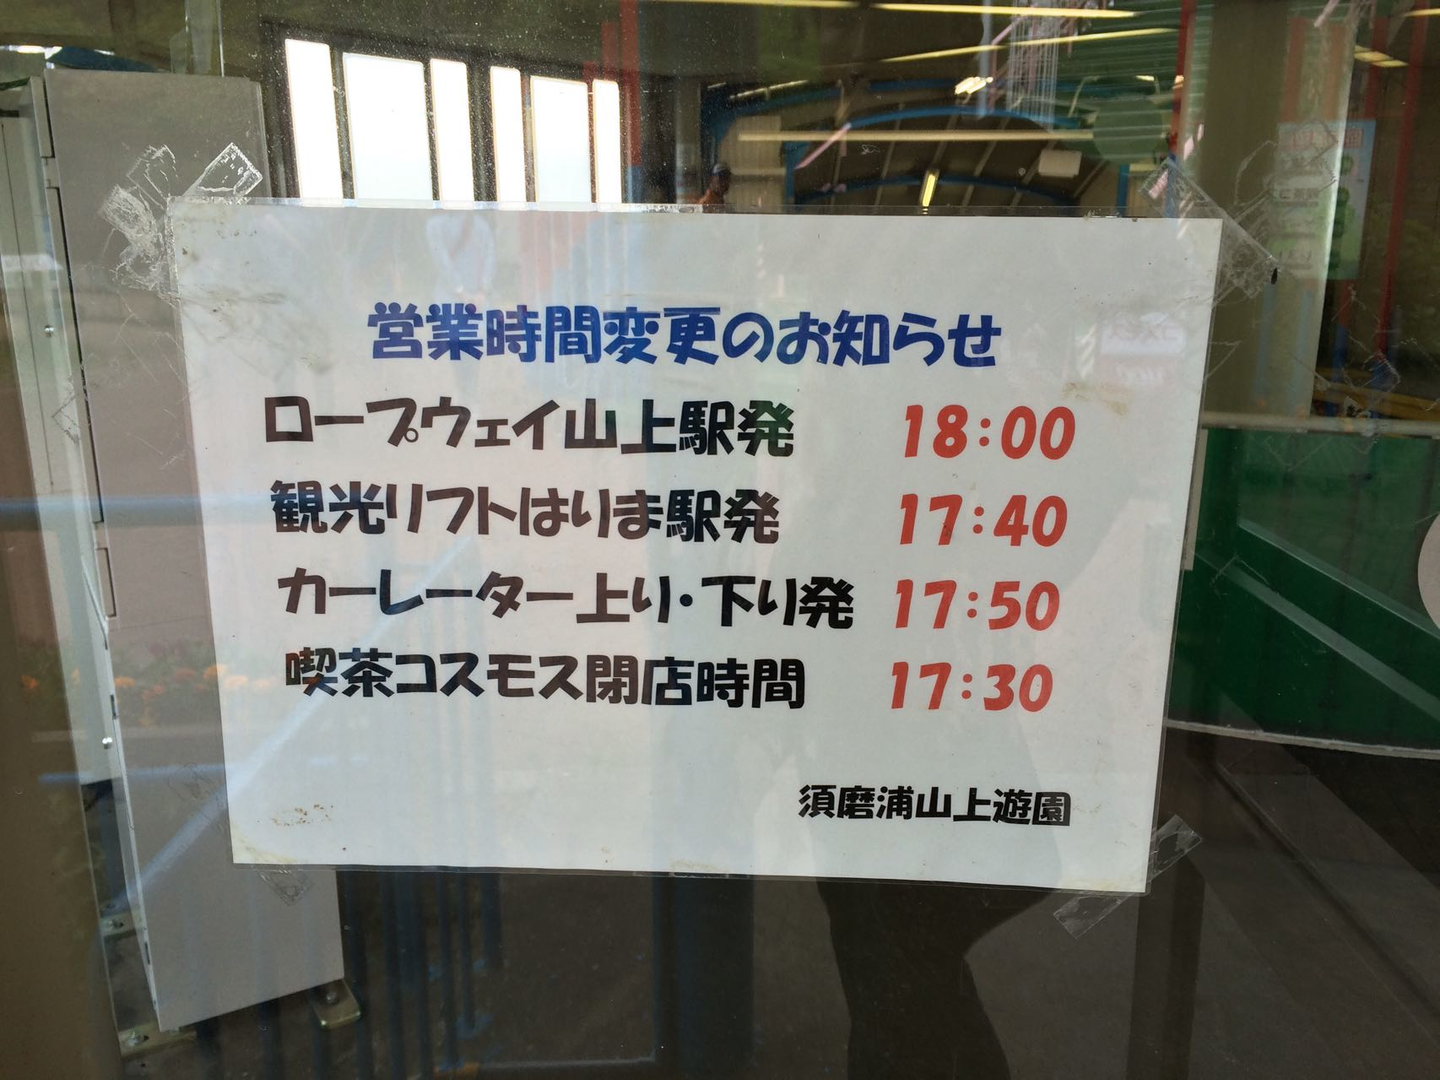 営業時間変更のお知らせ
ロープウェイ山上駅発 18:00
観光リフトはりま駅発 17:40
カーレーター上り・下り発 17:50
喫茶コスモス閉店時間 17:30
須磨浦山上遊園